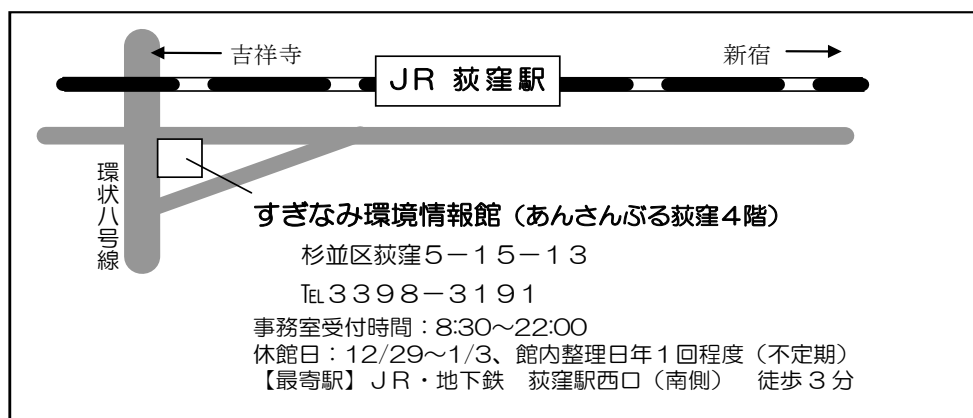 吉祥寺
新宿
ＪＲ 荻窪駅
環状八号線
すぎなみ環境情報館（あんさんぶる荻窪４階）
杉並区荻窪５－１５－１３
℡３３９８－３１９１
事務室受付時間：8:30～22:00
休館日：12/29～1/3、館内整理日年１回程度（不定期）
【最寄駅】ＪＲ・地下鉄　荻窪駅西口（南側）　徒歩３分